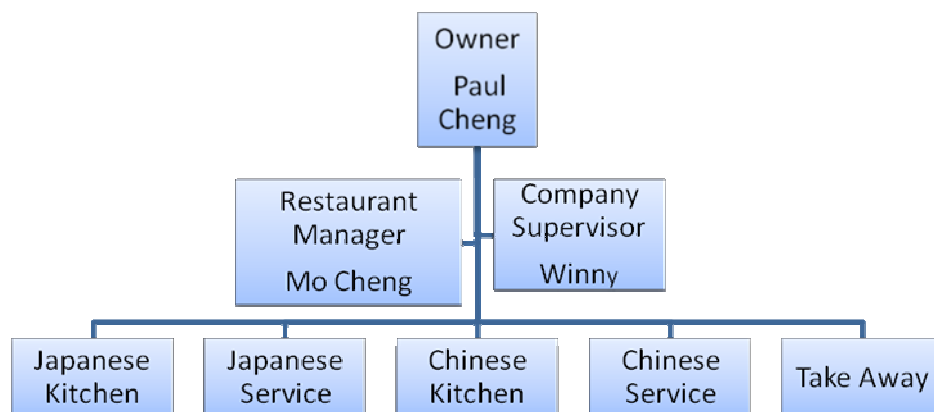 Owner
Paul
Cheng
Restaurant
Manager
Mo Cheng
Company
Supervisor
Winny
Japanese
Kitchen
Japanese
Service
Chinese
Kitchen
Chinese
Service
Take Away